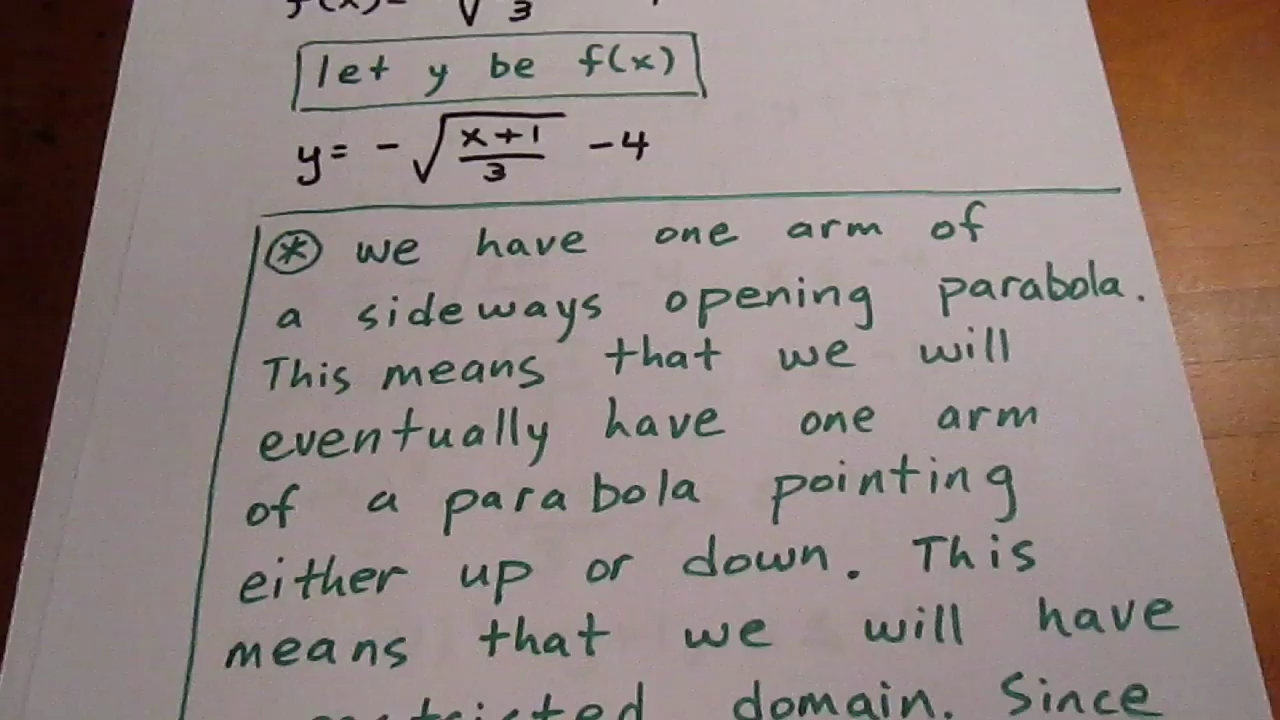 let y be f(x)
y = -√((x+1)/3) -4
⊛ we have one arm of
a sideways opening parabola.
This means that we will
eventually have one arm
of a parabola pointing
either up or down. This
means that we will have
domain. Since